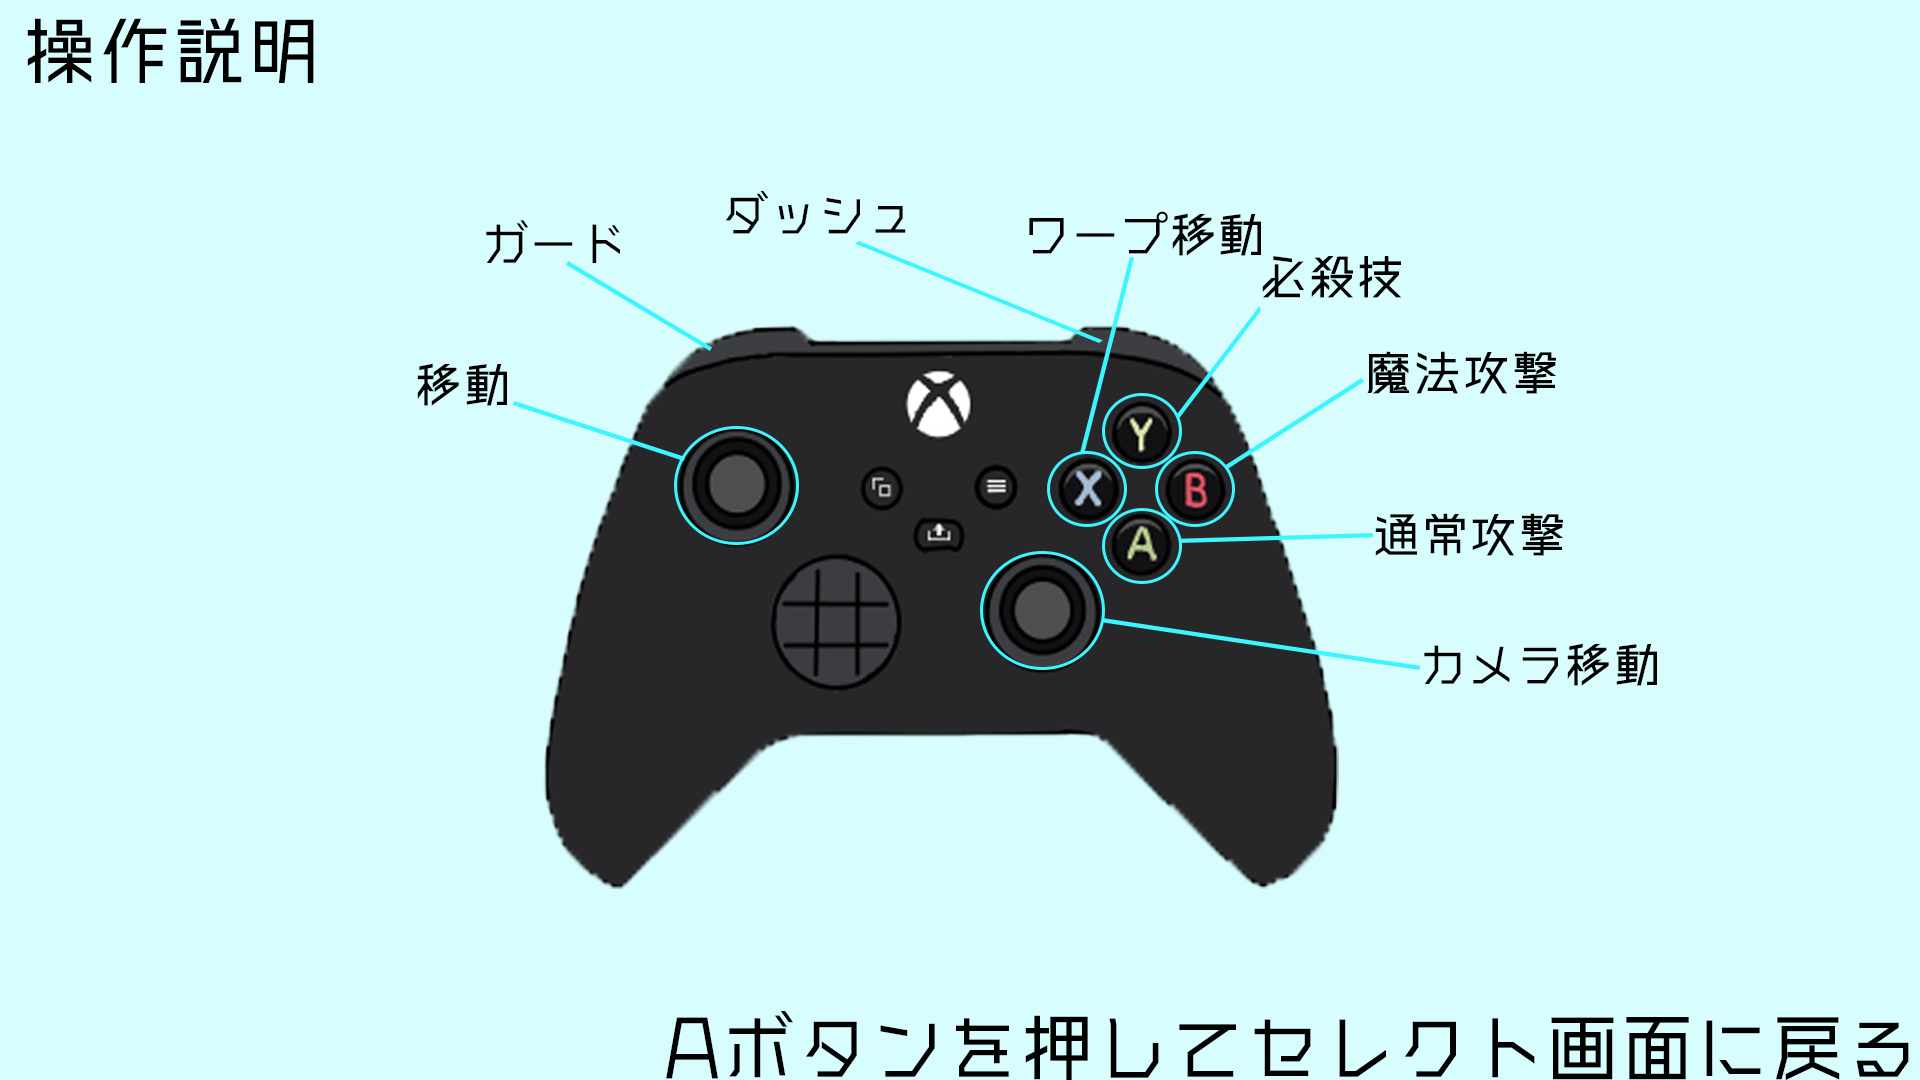 操作説明
ガード
ダッシュ
ワープ移動
必殺技
移動
魔法攻撃
Y
X
B
A
通常攻撃
カメラ移動
Aボタンを押してセレクト画面に戻る